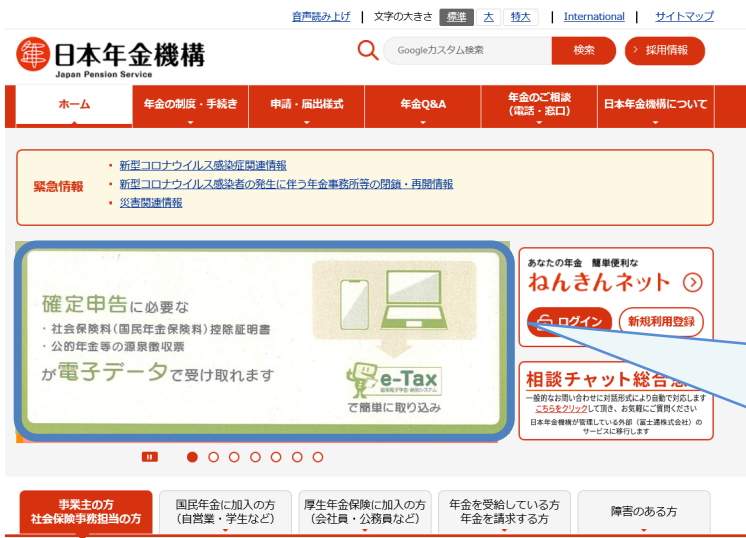 音声読み上げ 文字の大きさ 標準 大 特大 International サイトマップ
日本年金機構
Japan Pension Service
Googleカスタム検索 検索 採用情報
ホーム 年金の制度・手続き 申請・届出様式 年金Q&A 年金のご相談(電話・窓口) 日本年金機構について
緊急情報
・新型コロナウイルス感染症関連情報
・新型コロナウイルス感染者の発生に伴う年金事務所等の閉鎖・再開情報
・災害関連情報
確定申告に必要な
・社会保険料(国民年金保険料)控除証明書
・公的年金等の源泉徴収票
が電子データで受け取れます
e-Tax
で簡単に取り込み
あなたの年金 簡単便利な
ねんきんネット
ログイン 新規利用登録
相談チャット総合
一般的なお問い合わせに対話形式により自動で対応します
こちらをクリックして頂き、お気軽にご質問ください
日本年金機構が管理している外部(富士通株式会社)の
サービスに移行します
事業主の方
社会保険事務担当の方
国民年金に加入の方
(自営業・学生など)
厚生年金保険に加入の方
(会社員・公務員など)
年金を受給している方
年金を請求する方
障害のある方